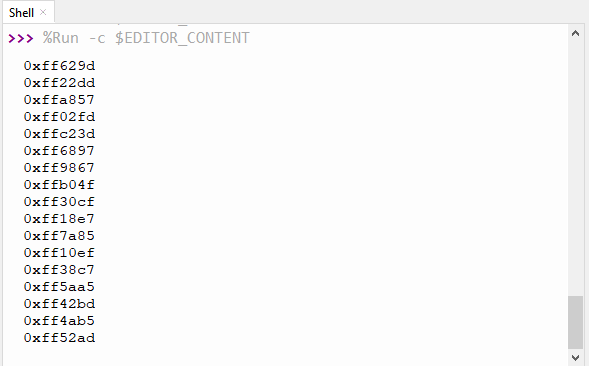 Shell ×
>>> %Run -c $EDITOR_CONTENT
0xff629d
0xff22dd
0xffa857
0xff02fd
0xffc23d
0xff6897
0xff9867
0xffb04f
0xff30cf
0xff18e7
0xff7a85
0xff10ef
0xff38c7
0xff5aa5
0xff42bd
0xff4ab5
0xff52ad